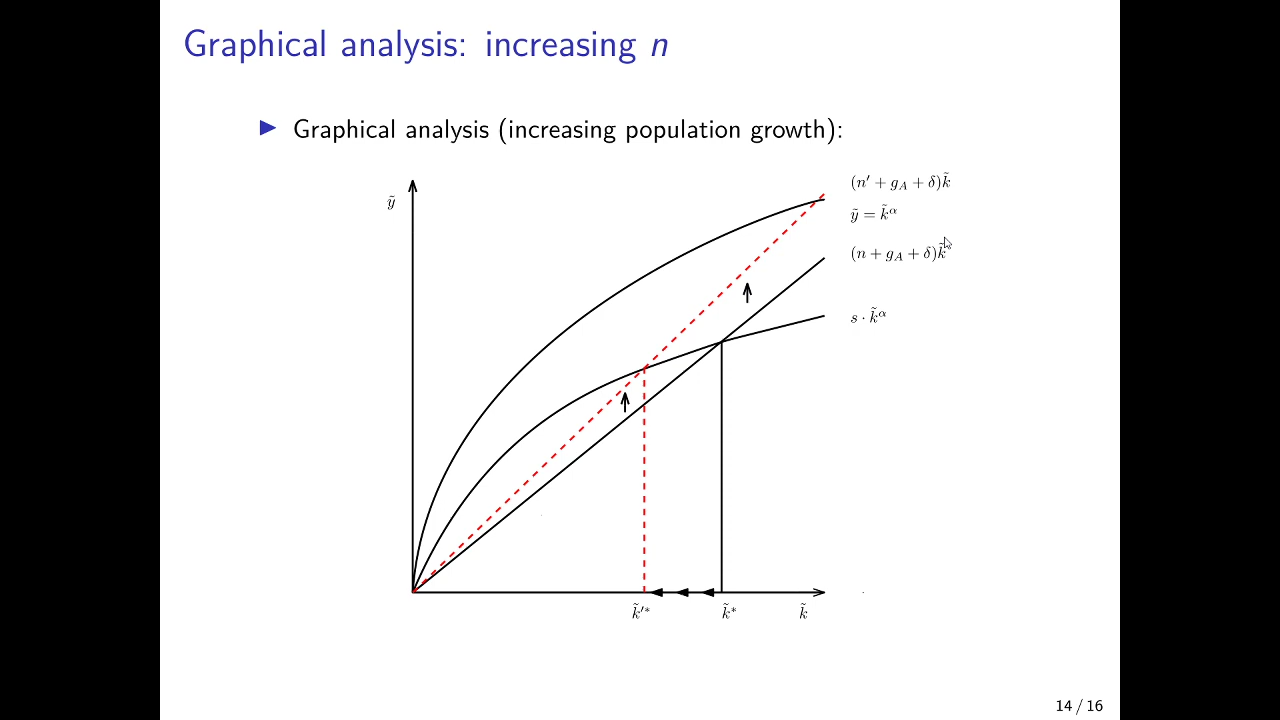 Graphical analysis: increasing n
Graphical analysis (increasing population growth):
ỹ
(n′ + g_A + δ)k̃
ỹ = k̃^α
(n + g_A + δ)k̃
s · k̃^α
k̃′*
k̃*
k̃
14 / 16